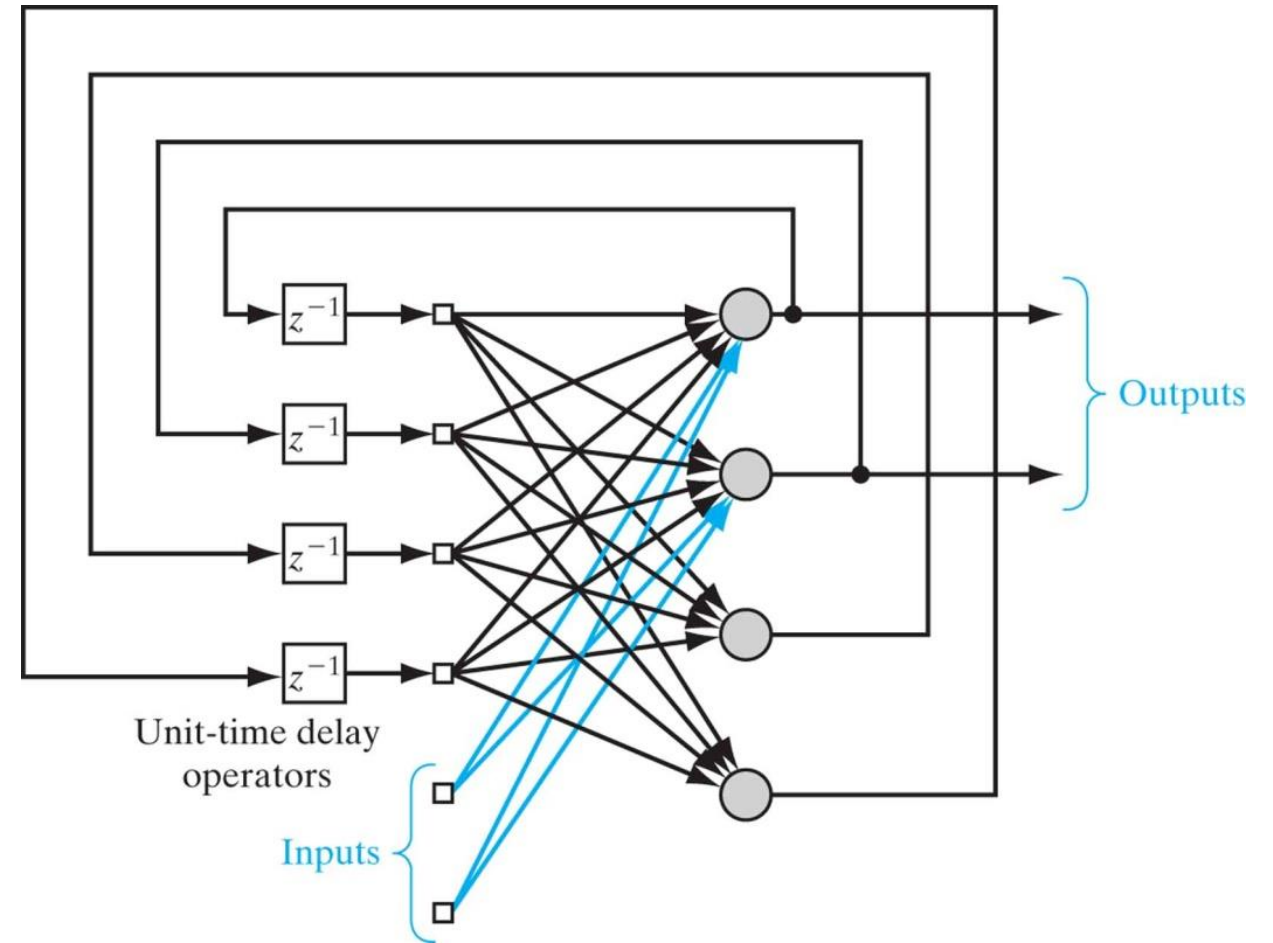 z⁻¹
Outputs
z⁻¹
z⁻¹
z⁻¹
Unit-time delay
operators
Inputs